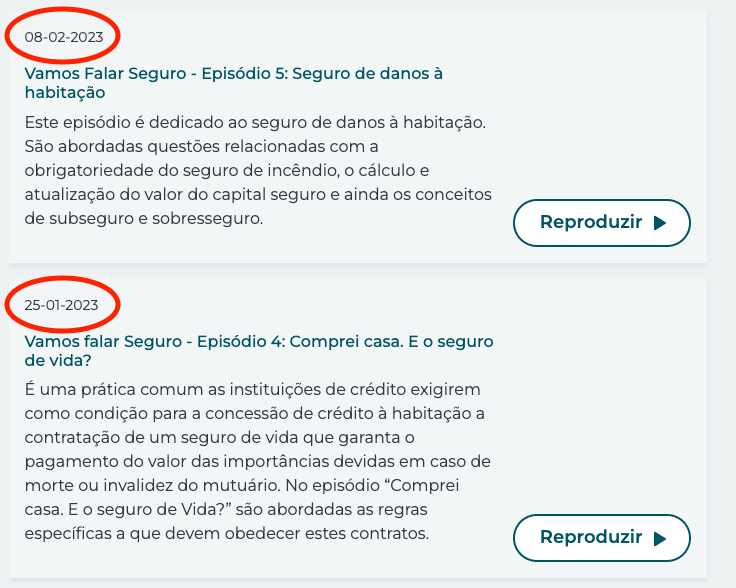 08-02-2023
Vamos Falar Seguro - Episódio 5: Seguro de danos à
habitação
Este episódio é dedicado ao seguro de danos à habitação.
São abordadas questões relacionadas com a
obrigatoriedade do seguro de incêndio, o cálculo e
atualização do valor do capital seguro e ainda os conceitos
de subseguro e sobresseguro.
Reproduzir
25-01-2023
Vamos falar Seguro - Episódio 4: Comprei casa. E o seguro
de vida?
É uma prática comum as instituições de crédito exigirem
como condição para a concessão de crédito à habitação a
contratação de um seguro de vida que garanta o
pagamento do valor das importâncias devidas em caso de
morte ou invalidez do mutuário. No episódio “Comprei
casa. E o seguro de Vida?” são abordadas as regras
específicas a que devem obedecer estes contratos.
Reproduzir